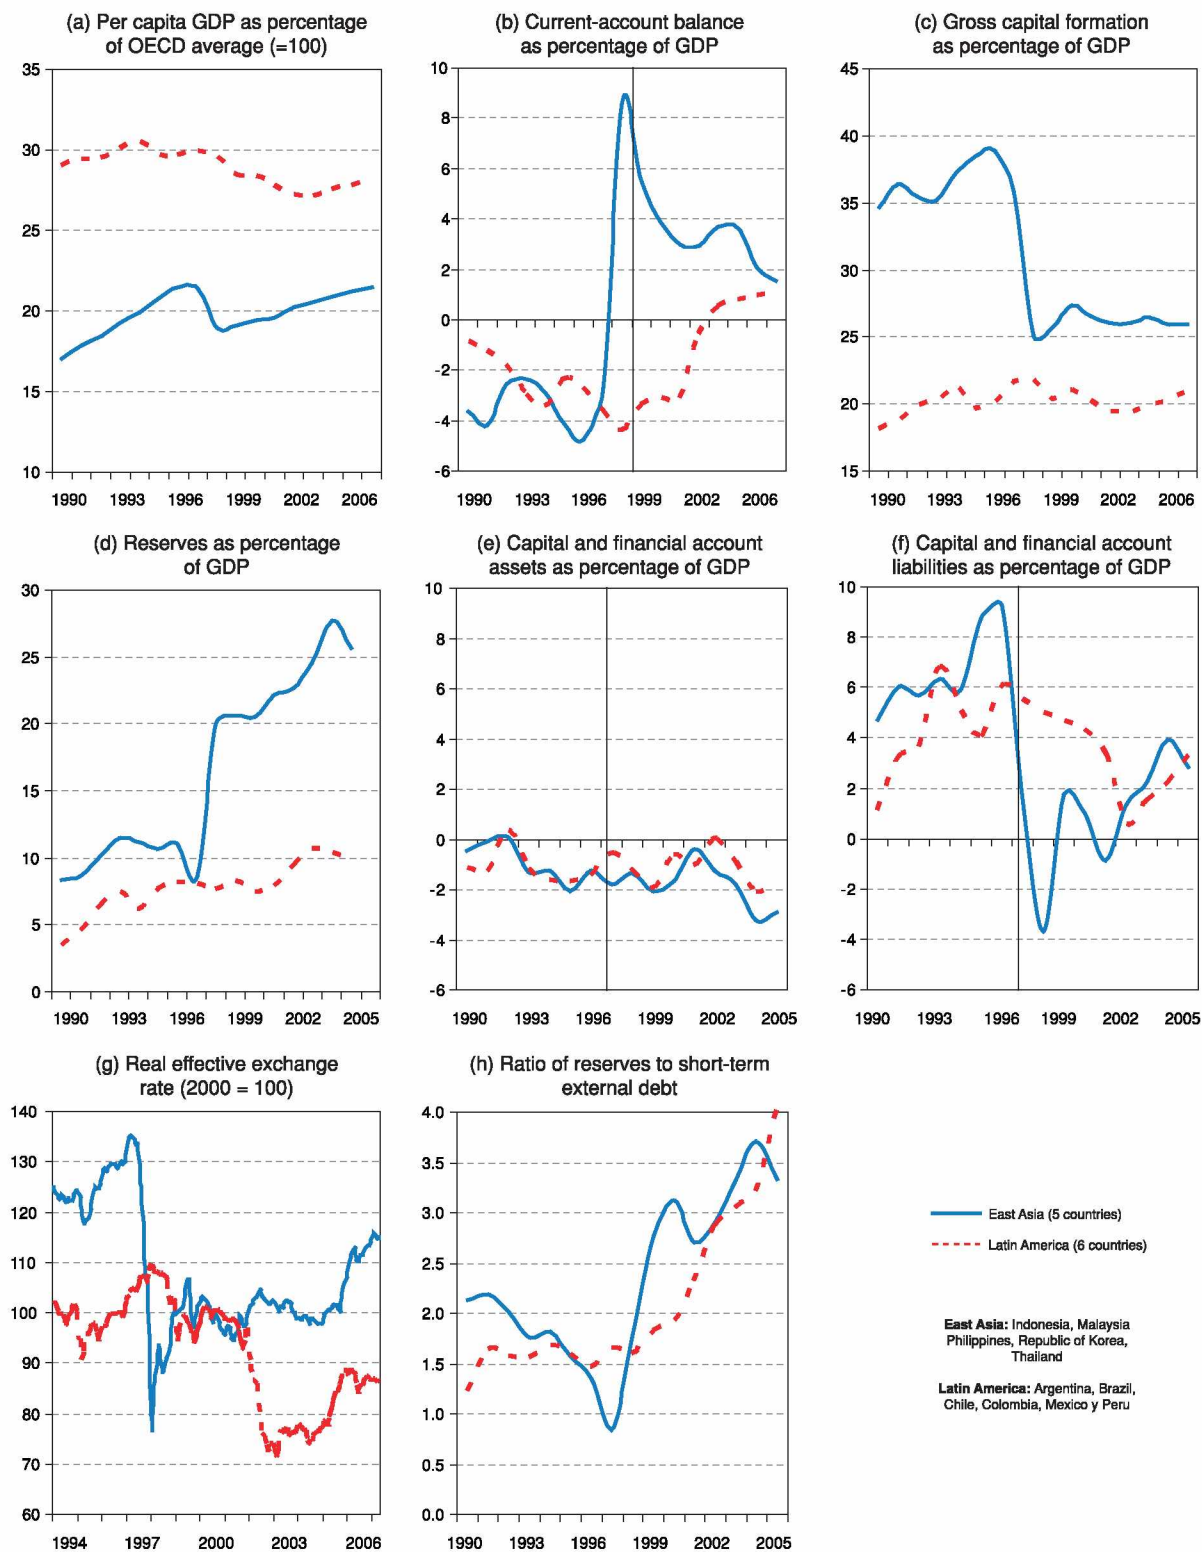 (a) Per capita GDP as percentage
of OECD average (=100)
35
30
25
20
15
10
1990 1993 1996 1999 2002 2006
(b) Current-account balance
as percentage of GDP
10
8
6
4
2
0
-2
-4
-6
1990 1993 1996 1999 2002 2006
(c) Gross capital formation
as percentage of GDP
45
40
35
30
25
20
15
1990 1993 1996 1999 2002 2006
(d) Reserves as percentage
of GDP
30
25
20
15
10
5
0
1990 1993 1996 1999 2002 2005
(e) Capital and financial account
assets as percentage of GDP
10
8
6
4
2
0
-2
-4
-6
1990 1993 1996 1999 2002 2005
(f) Capital and financial account
liabilities as percentage of GDP
10
8
6
4
2
0
-2
-4
-6
1990 1993 1996 1999 2002 2005
(g) Real effective exchange
rate (2000 = 100)
140
130
120
110
100
90
80
70
60
1994 1997 2000 2002 2006
(h) Ratio of reserves to short-term
external debt
4.0
3.5
3.0
2.5
2.0
1.5
1.0
0.5
0.0
1990 1993 1996 1999 2002 2005
East Asia (5 countries)
Latin America (6 countries)
East Asia: Indonesia, Malaysia
Philippines, Republic of Korea,
Thailand
Latin America: Argentina, Brazil,
Chile, Colombia, Mexico y Peru